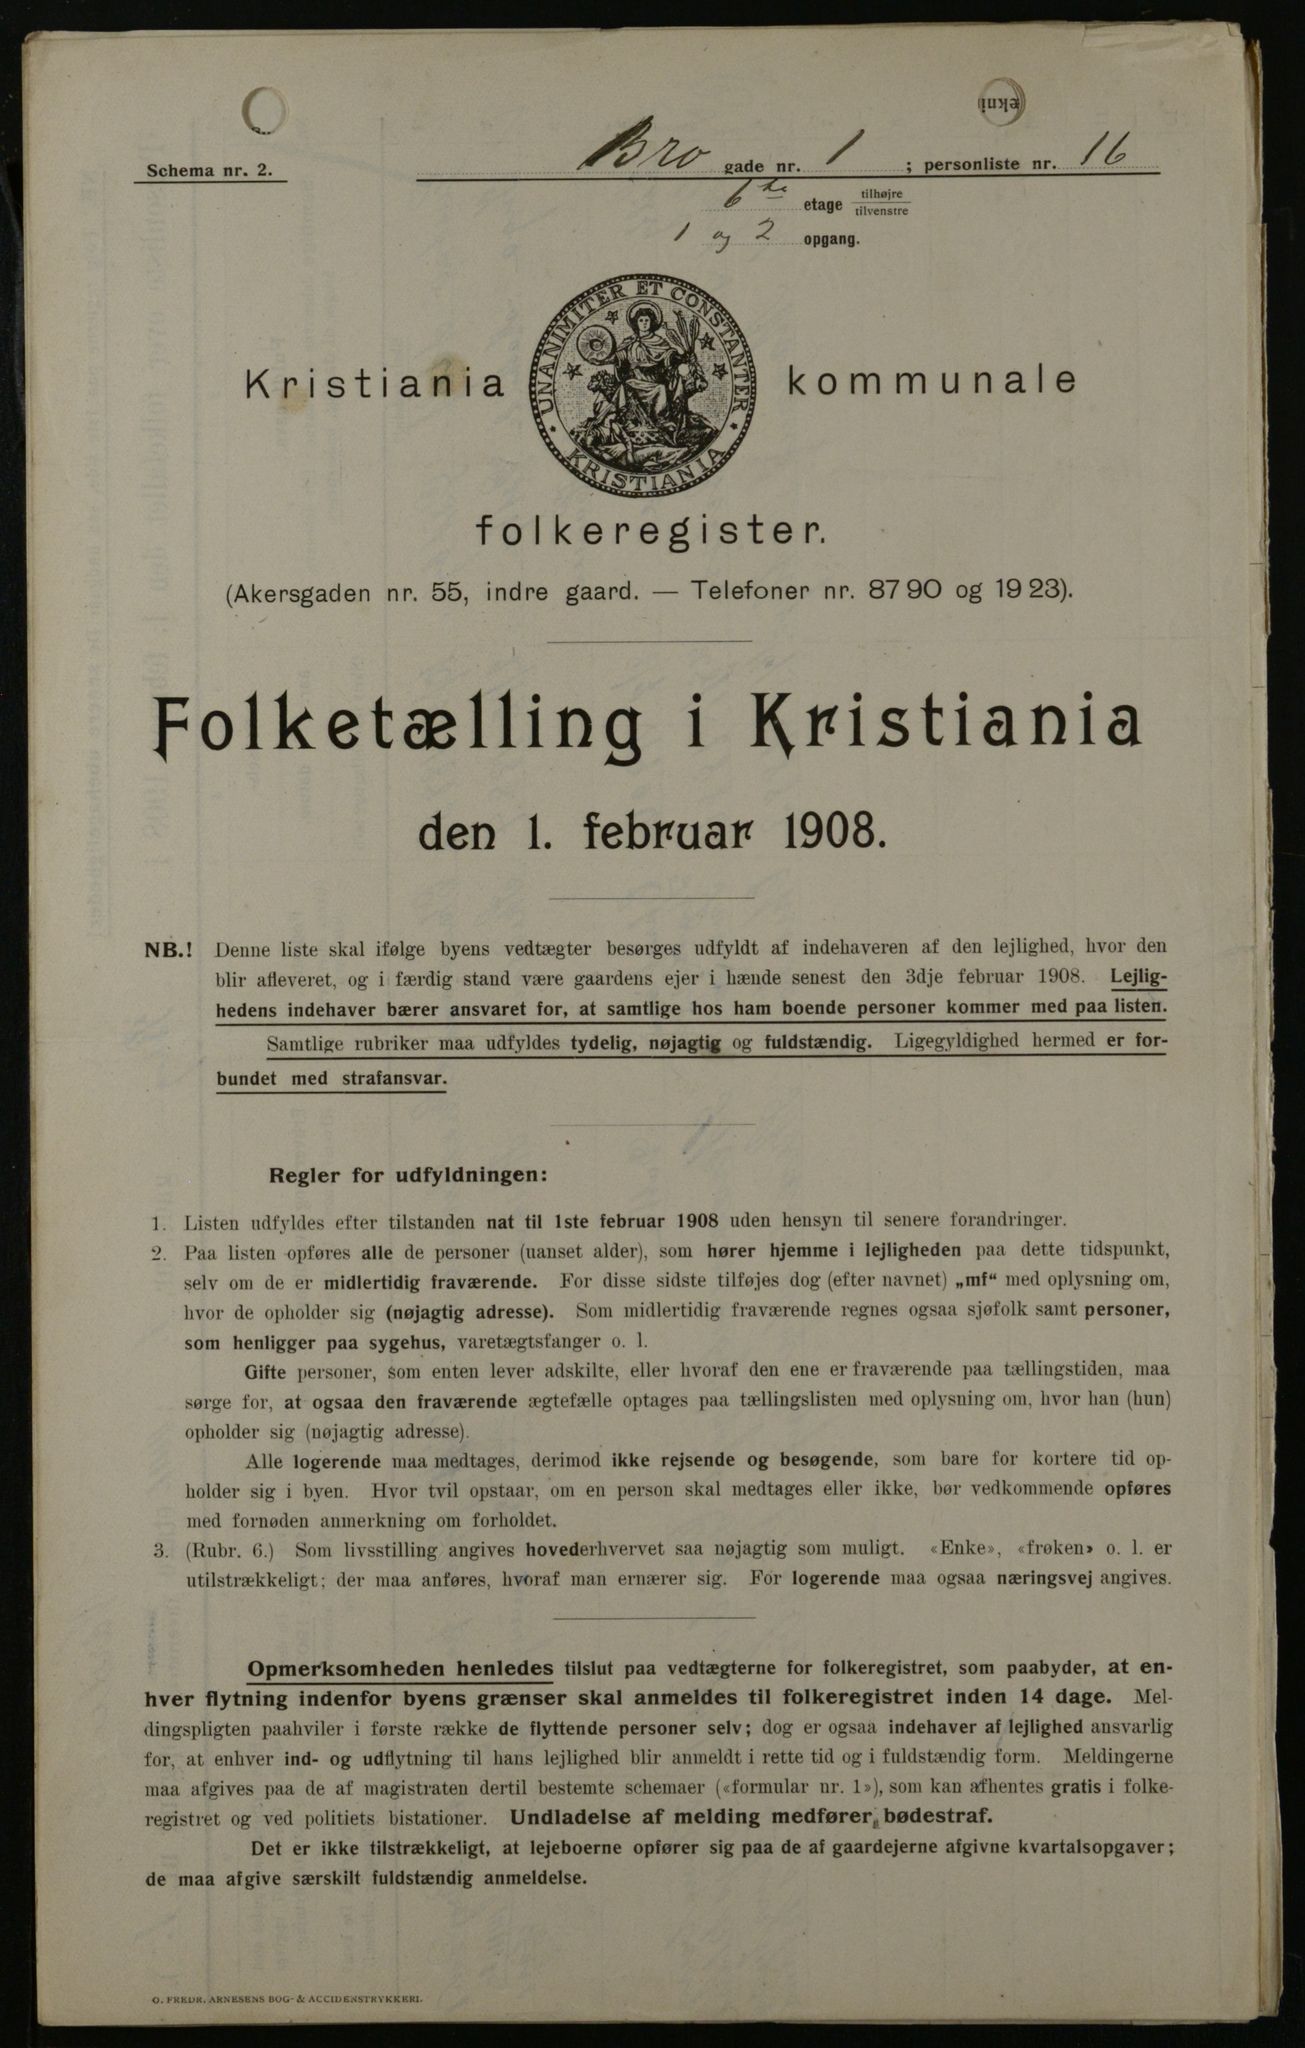 ækni
Schema nr. 2.
Bro gade nr. 1 ; personliste nr. 16
6te etage tilhøjre
tilvenstre
1 og 2 opgang.
UNANIMITER ET CONSTANTER
KRISTIANIA
Kristiania kommunale
folkeregister.
(Akersgaden nr. 55, indre gaard. — Telefoner nr. 87 90 og 19 23).
Folketælling i Kristiania
den 1. februar 1908.
NB.! Denne liste skal ifølge byens vedtægter besørges udfyldt af indehaveren af den lejlighed, hvor den
blir afleveret, og i færdig stand være gaardens ejer i hænde senest den 3dje februar 1908. Lejlig-
hedens indehaver bærer ansvaret for, at samtlige hos ham boende personer kommer med paa listen.
Samtlige rubriker maa udfyldes tydelig, nøjagtig og fuldstændig. Ligegyldighed hermed er for-
bundet med strafansvar.
Regler for udfyldningen:
1. Listen udfyldes efter tilstanden nat til 1ste februar 1908 uden hensyn til senere forandringer.
2. Paa listen opføres alle de personer (uanset alder), som hører hjemme i lejligheden paa dette tidspunkt,
selv om de er midlertidig fraværende. For disse sidste tilføjes dog (efter navnet) „mf“ med oplysning om,
hvor de opholder sig (nøjagtig adresse). Som midlertidig fraværende regnes ogsaa sjøfolk samt personer,
som henligger paa sygehus, varetægtsfanger o. l.
Gifte personer, som enten lever adskilte, eller hvoraf den ene er fraværende paa tællingstiden, maa
sørge for, at ogsaa den fraværende ægtefælle optages paa tællingslisten med oplysning om, hvor han (hun)
opholder sig (nøjagtig adresse).
Alle logerende maa medtages, derimod ikke rejsende og besøgende, som bare for kortere tid op-
holder sig i byen. Hvor tvil opstaar, om en person skal medtages eller ikke, bør vedkommende opføres
med fornøden anmerkning om forholdet.
3. (Rubr. 6.) Som livsstilling angives hovederhvervet saa nøjagtig som muligt. «Enke», «frøken» o. l. er
utilstrækkeligt; der maa anføres, hvoraf man ernærer sig. For logerende maa ogsaa næringsvej angives.
Opmerksomheden henledes tilslut paa vedtægterne for folkeregistret, som paabyder, at en-
hver flytning indenfor byens grænser skal anmeldes til folkeregistret inden 14 dage. Mel-
dingspligten paahviler i første række de flyttende personer selv; dog er ogsaa indehaver af lejlighed ansvarlig
for, at enhver ind- og udflytning til hans lejlighed blir anmeldt i rette tid og i fuldstændig form. Meldingerne
maa afgives paa de af magistraten dertil bestemte schemaer («formular nr. 1»), som kan afhentes gratis i folke-
registret og ved politiets bistationer. Undladelse af melding medfører bødestraf.
Det er ikke tilstrækkeligt, at lejeboerne opfører sig paa de af gaardejerne afgivne kvartalsopgaver;
de maa afgive særskilt fuldstændig anmeldelse.
O. FREDR. ARNESENS BOG- & ACCIDENSTRYKKERI.